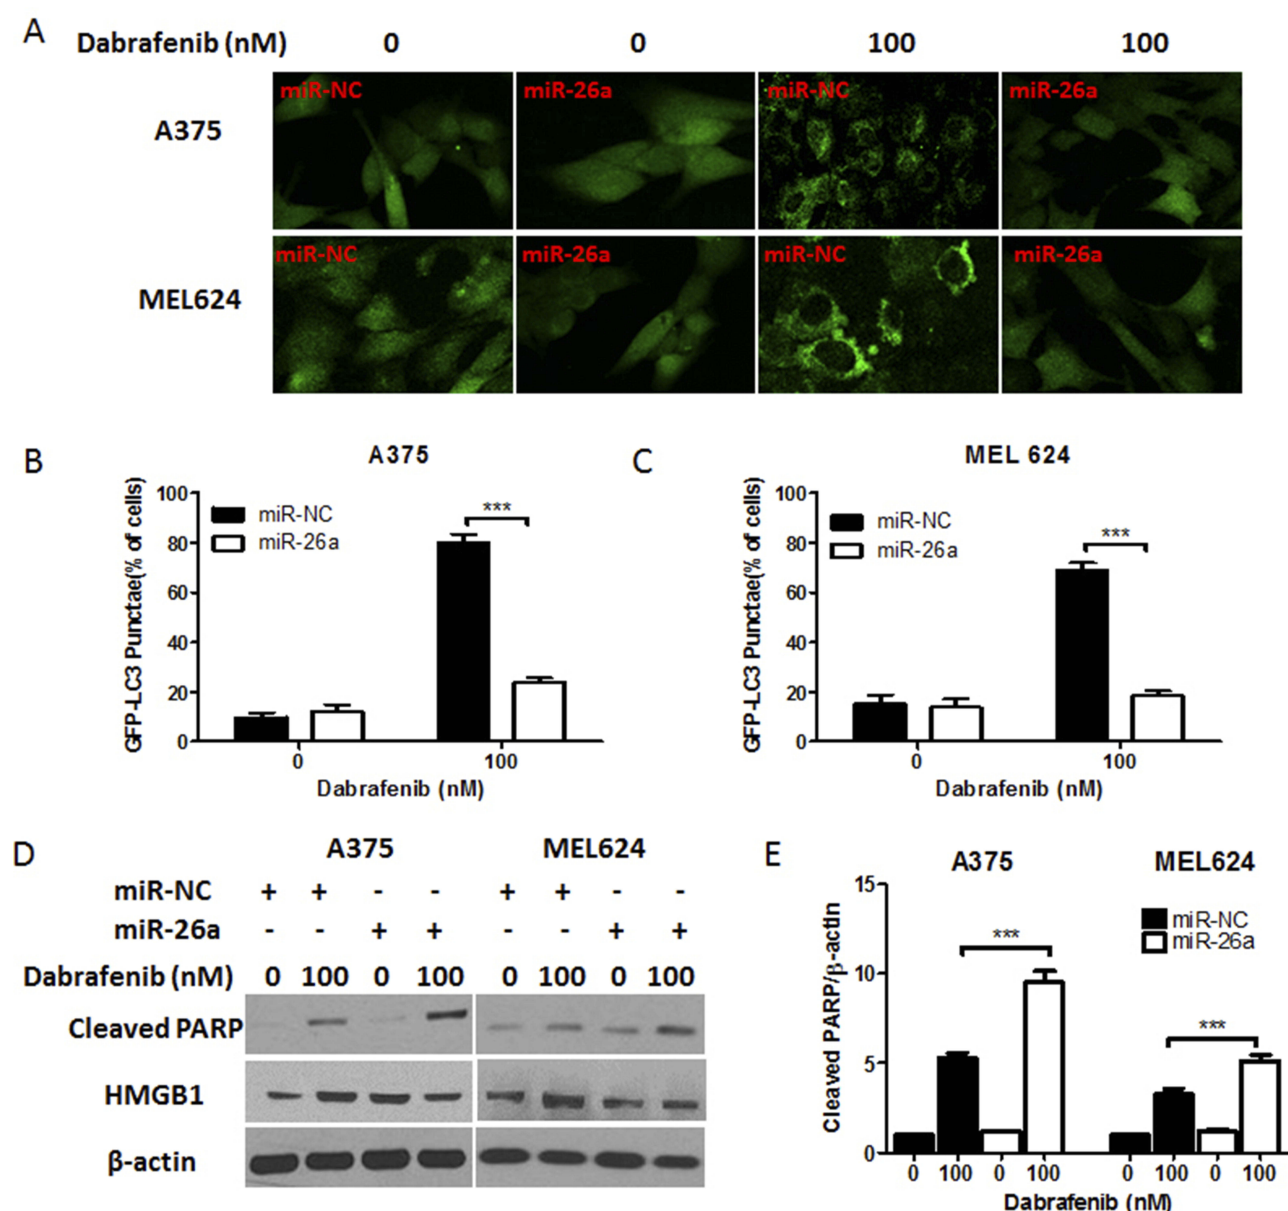 A
Dabrafenib (nM) 0 0 100 100
A375
miR-NC miR-26a miR-NC miR-26a
MEL624
miR-NC miR-26a miR-NC miR-26a
B
A375
GFP-LC3 Punctae(% of cells)
100
80
60
40
20
0
miR-NC
miR-26a
***
0 100
Dabrafenib (nM)
C
MEL 624
GFP-LC3 Punctae(% of cells)
100
80
60
40
20
0
miR-NC
miR-26a
***
0 100
Dabrafenib (nM)
D
A375 MEL624
miR-NC + + - - + + - -
miR-26a - - + + - - + +
Dabrafenib (nM) 0 100 0 100 0 100 0 100
Cleaved PARP
HMGB1
β-actin
E
A375 MEL624
Cleaved PARP/β-actin
15
10
5
0
miR-NC
miR-26a
***
***
0 100 0 100 0 100 0 100
Dabrafenib (nM)